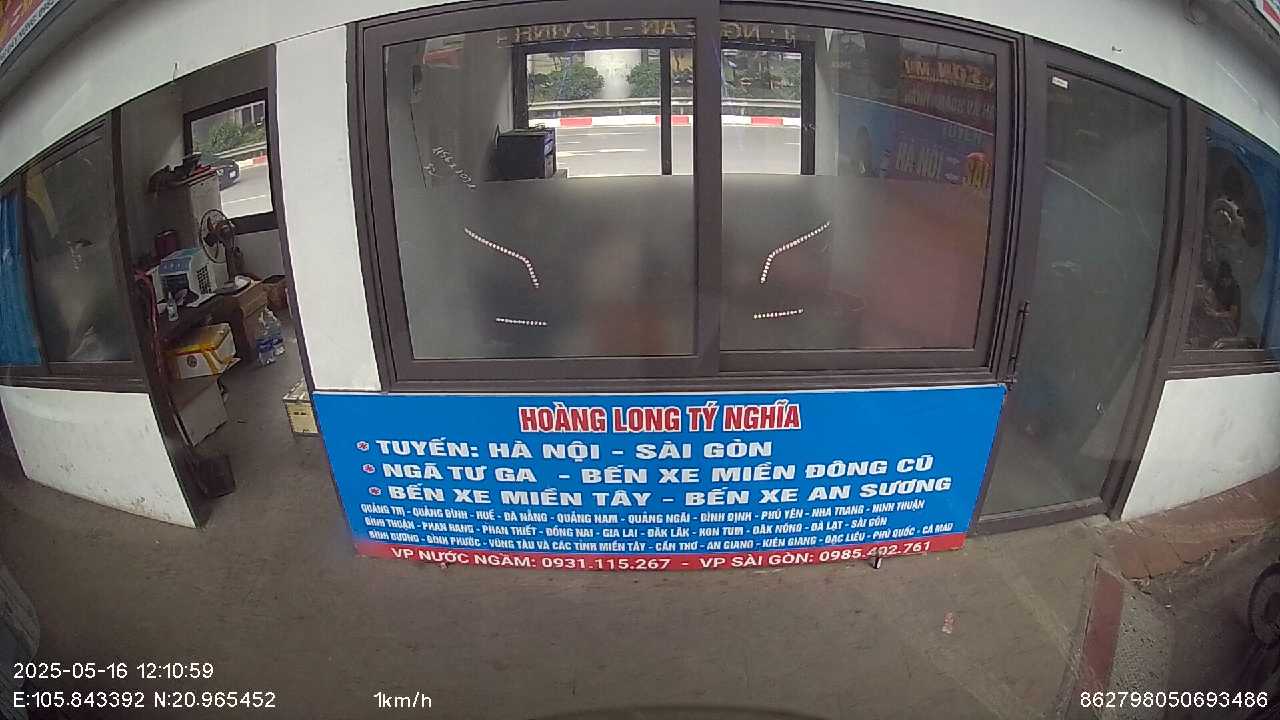 HOÀNG LONG TÝ NGHĨA
* TUYẾN: HÀ NỘI - SÀI GÒN
* NGÃ TƯ GA - BẾN XE MIỀN ĐÔNG CŨ
* BẾN XE MIỀN TÂY - BẾN XE AN SƯƠNG
QUẢNG TRỊ - QUẢNG BÌNH - HUẾ - ĐÀ NẴNG - QUẢNG NAM - QUẢNG NGÃI - BÌNH ĐỊNH - PHÚ YÊN - NHA TRANG - NINH THUẬN
BÌNH THUẬN - PHAN RANG - PHAN THIẾT - ĐỒNG NAI - GIA LAI - ĐĂK LĂK - KON TUM - ĐĂK NÔNG - ĐÀ LẠT - SÀI GÒN
BÌNH DƯƠNG - BÌNH PHƯỚC - VŨNG TÀU VÀ CÁC TỈNH MIỀN TÂY - CẦN THƠ - AN GIANG - KIÊN GIANG - BẠC LIÊU - PHÚ QUỐC - CÀ MAU
VP NƯỚC NGẦM: 0931.115.267 - VP SÀI GÒN: 0985.402.761
2025-05-16 12:10:59
E:105.843392 N:20.965452
1km/h
862798050693486